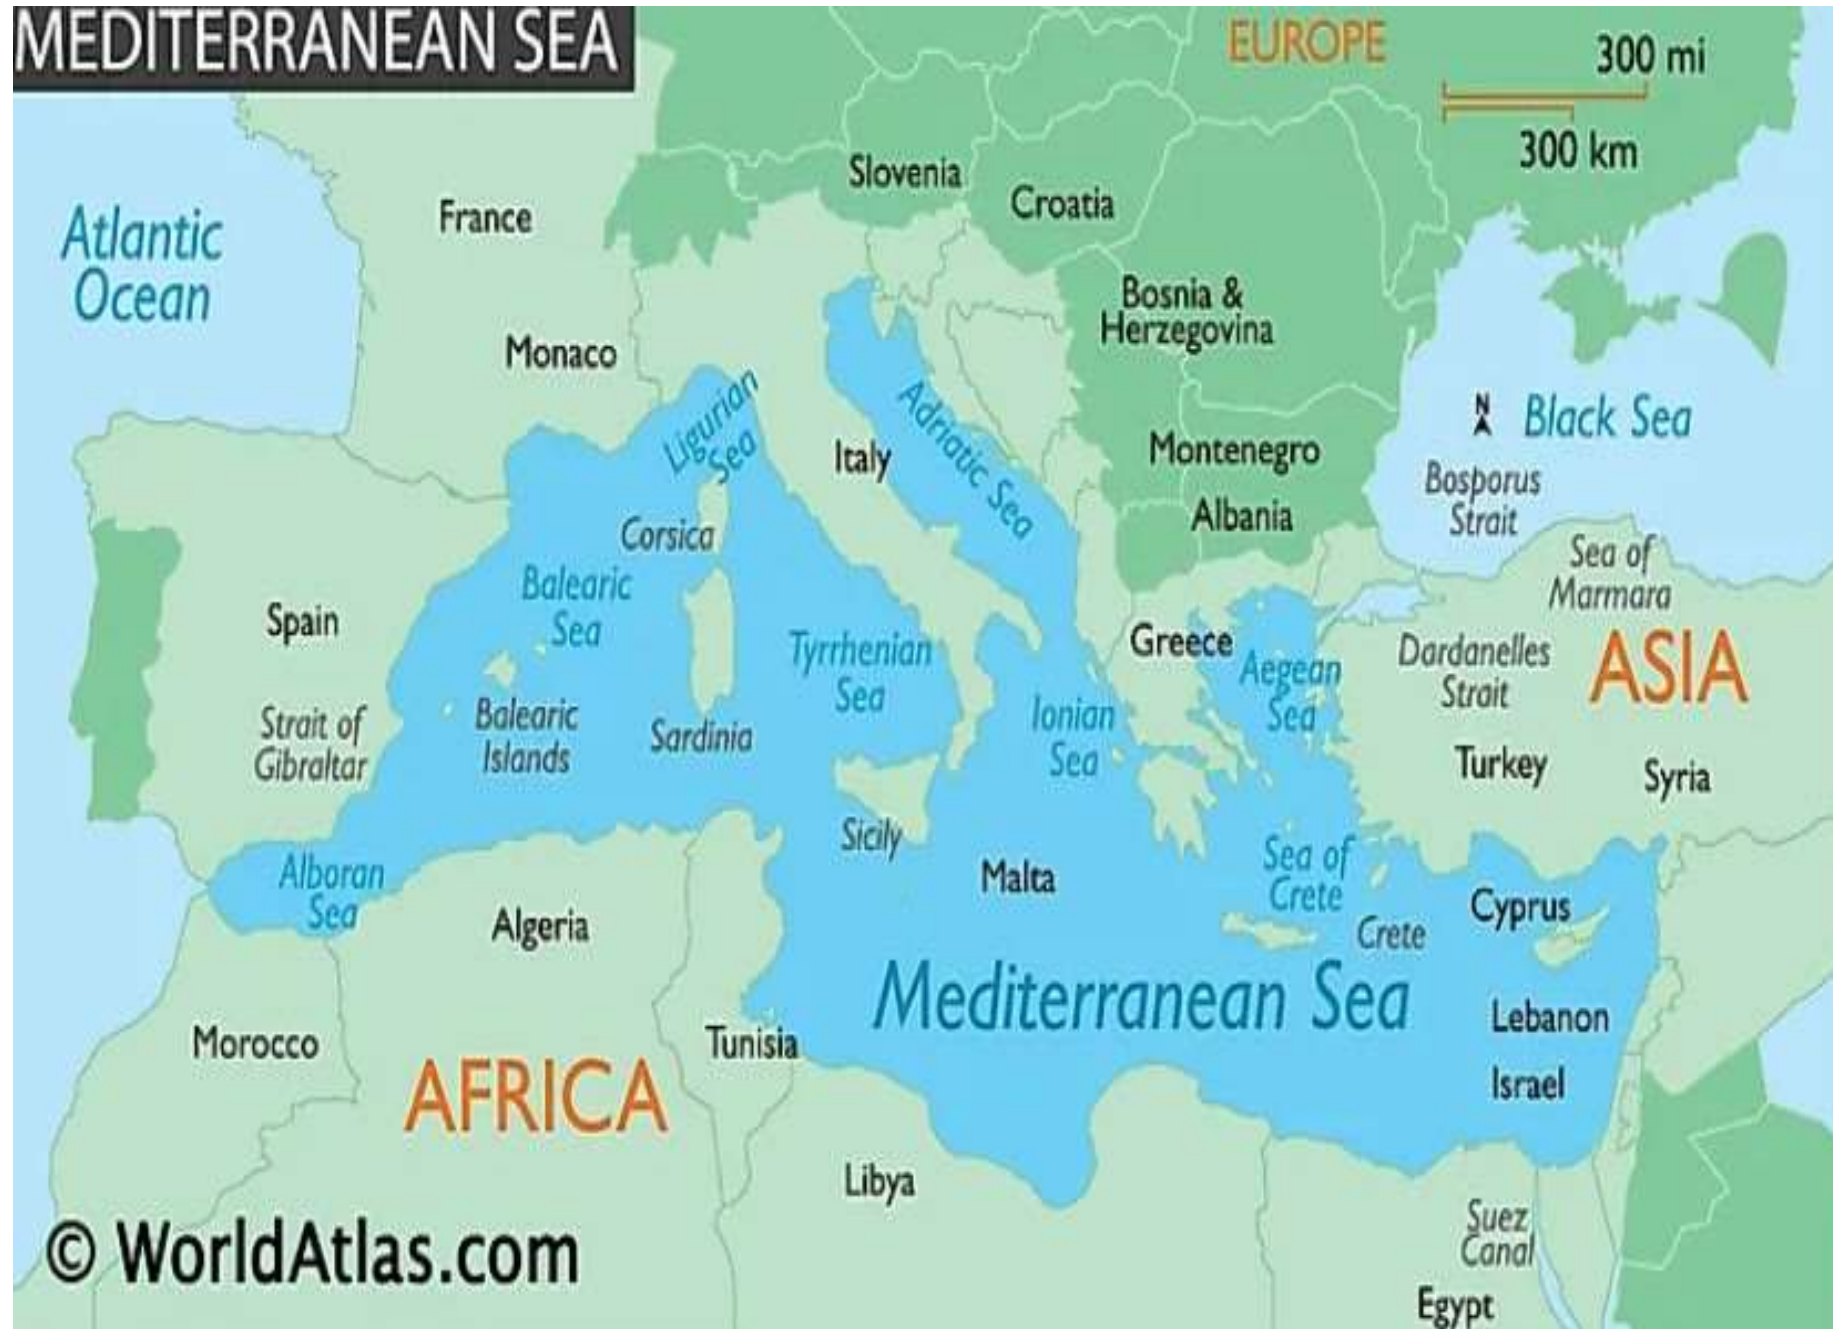 MEDITERRANEAN SEA
EUROPE
300 mi
300 km
Slovenia
Croatia
France
Atlantic
Ocean
Bosnia &
Herzegovina
Monaco
Ligurian
Sea
Adriatic Sea
Italy
Black Sea
N
Montenegro
Bosporus
Strait
Albania
Corsica
Sea of
Marmara
Balearic
Sea
Spain
Greece
Tyrrhenian
Sea
Aegean
Sea
Dardanelles
Strait
ASIA
Strait of
Gibraltar
Balearic
Islands
Sardinia
Ionian
Sea
Turkey
Syria
Sicily
Malta
Sea of
Crete
Alboran
Sea
Algeria
Crete
Cyprus
Mediterranean Sea
Lebanon
Morocco
Tunisia
AFRICA
Israel
Libya
Suez
Canal
© WorldAtlas.com
Egypt